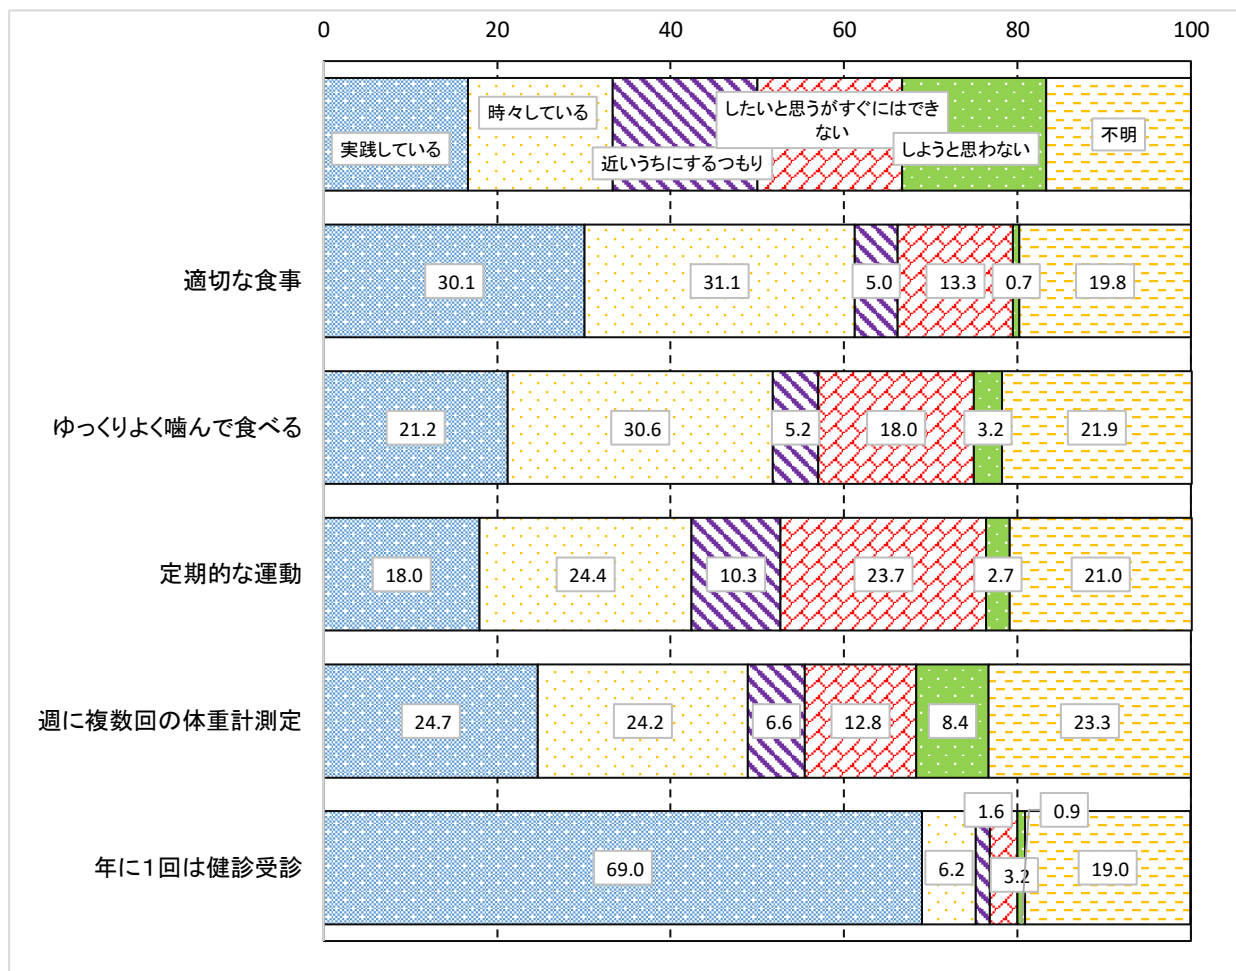 0 20 40 60 80 100
実践している
時々している
近いうちにするつもり
したいと思うがすぐにはでき
ない
しようと思わない
不明
適切な食事
30.1 31.1 5.0 13.3 0.7 19.8
ゆっくりよく噛んで食べる
21.2 30.6 5.2 18.0 3.2 21.9
定期的な運動
18.0 24.4 10.3 23.7 2.7 21.0
週に複数回の体重計測定
24.7 24.2 6.6 12.8 8.4 23.3
年に1回は健診受診
69.0 6.2 1.6 3.2 0.9 19.0